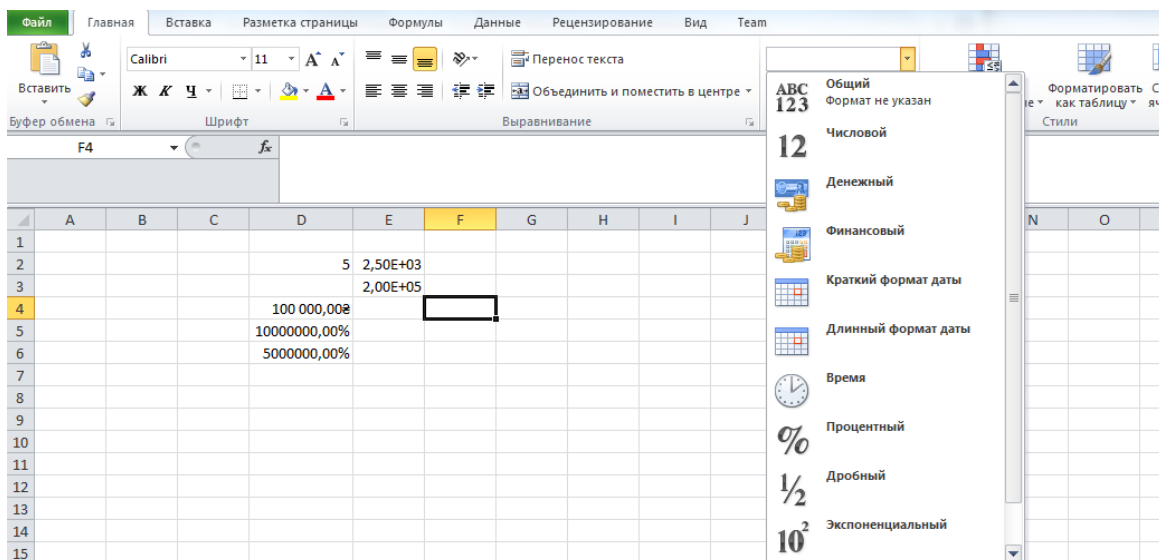 Файл Главная Вставка Разметка страницы Формулы Данные Рецензирование Вид Team
Calibri 11 А А Перенос текста
Вставить Ж К Ч А Объединить и поместить в центре Форматировать
как таблицу
Буфер обмена Шрифт Выравнивание Стили
F4 fx
ABC 123 Общий
Формат не указан
12 Числовой
Денежный
Финансовый
Краткий формат даты
Длинный формат даты
Время
% Процентный
1/2 Дробный
10² Экспоненциальный
A B C D E F G H I J N O
1
2 5 2,50E+03
3 2,00E+05
4 100 000,00₴
5 10000000,00%
6 5000000,00%
7
8
9
10
11
12
13
14
15